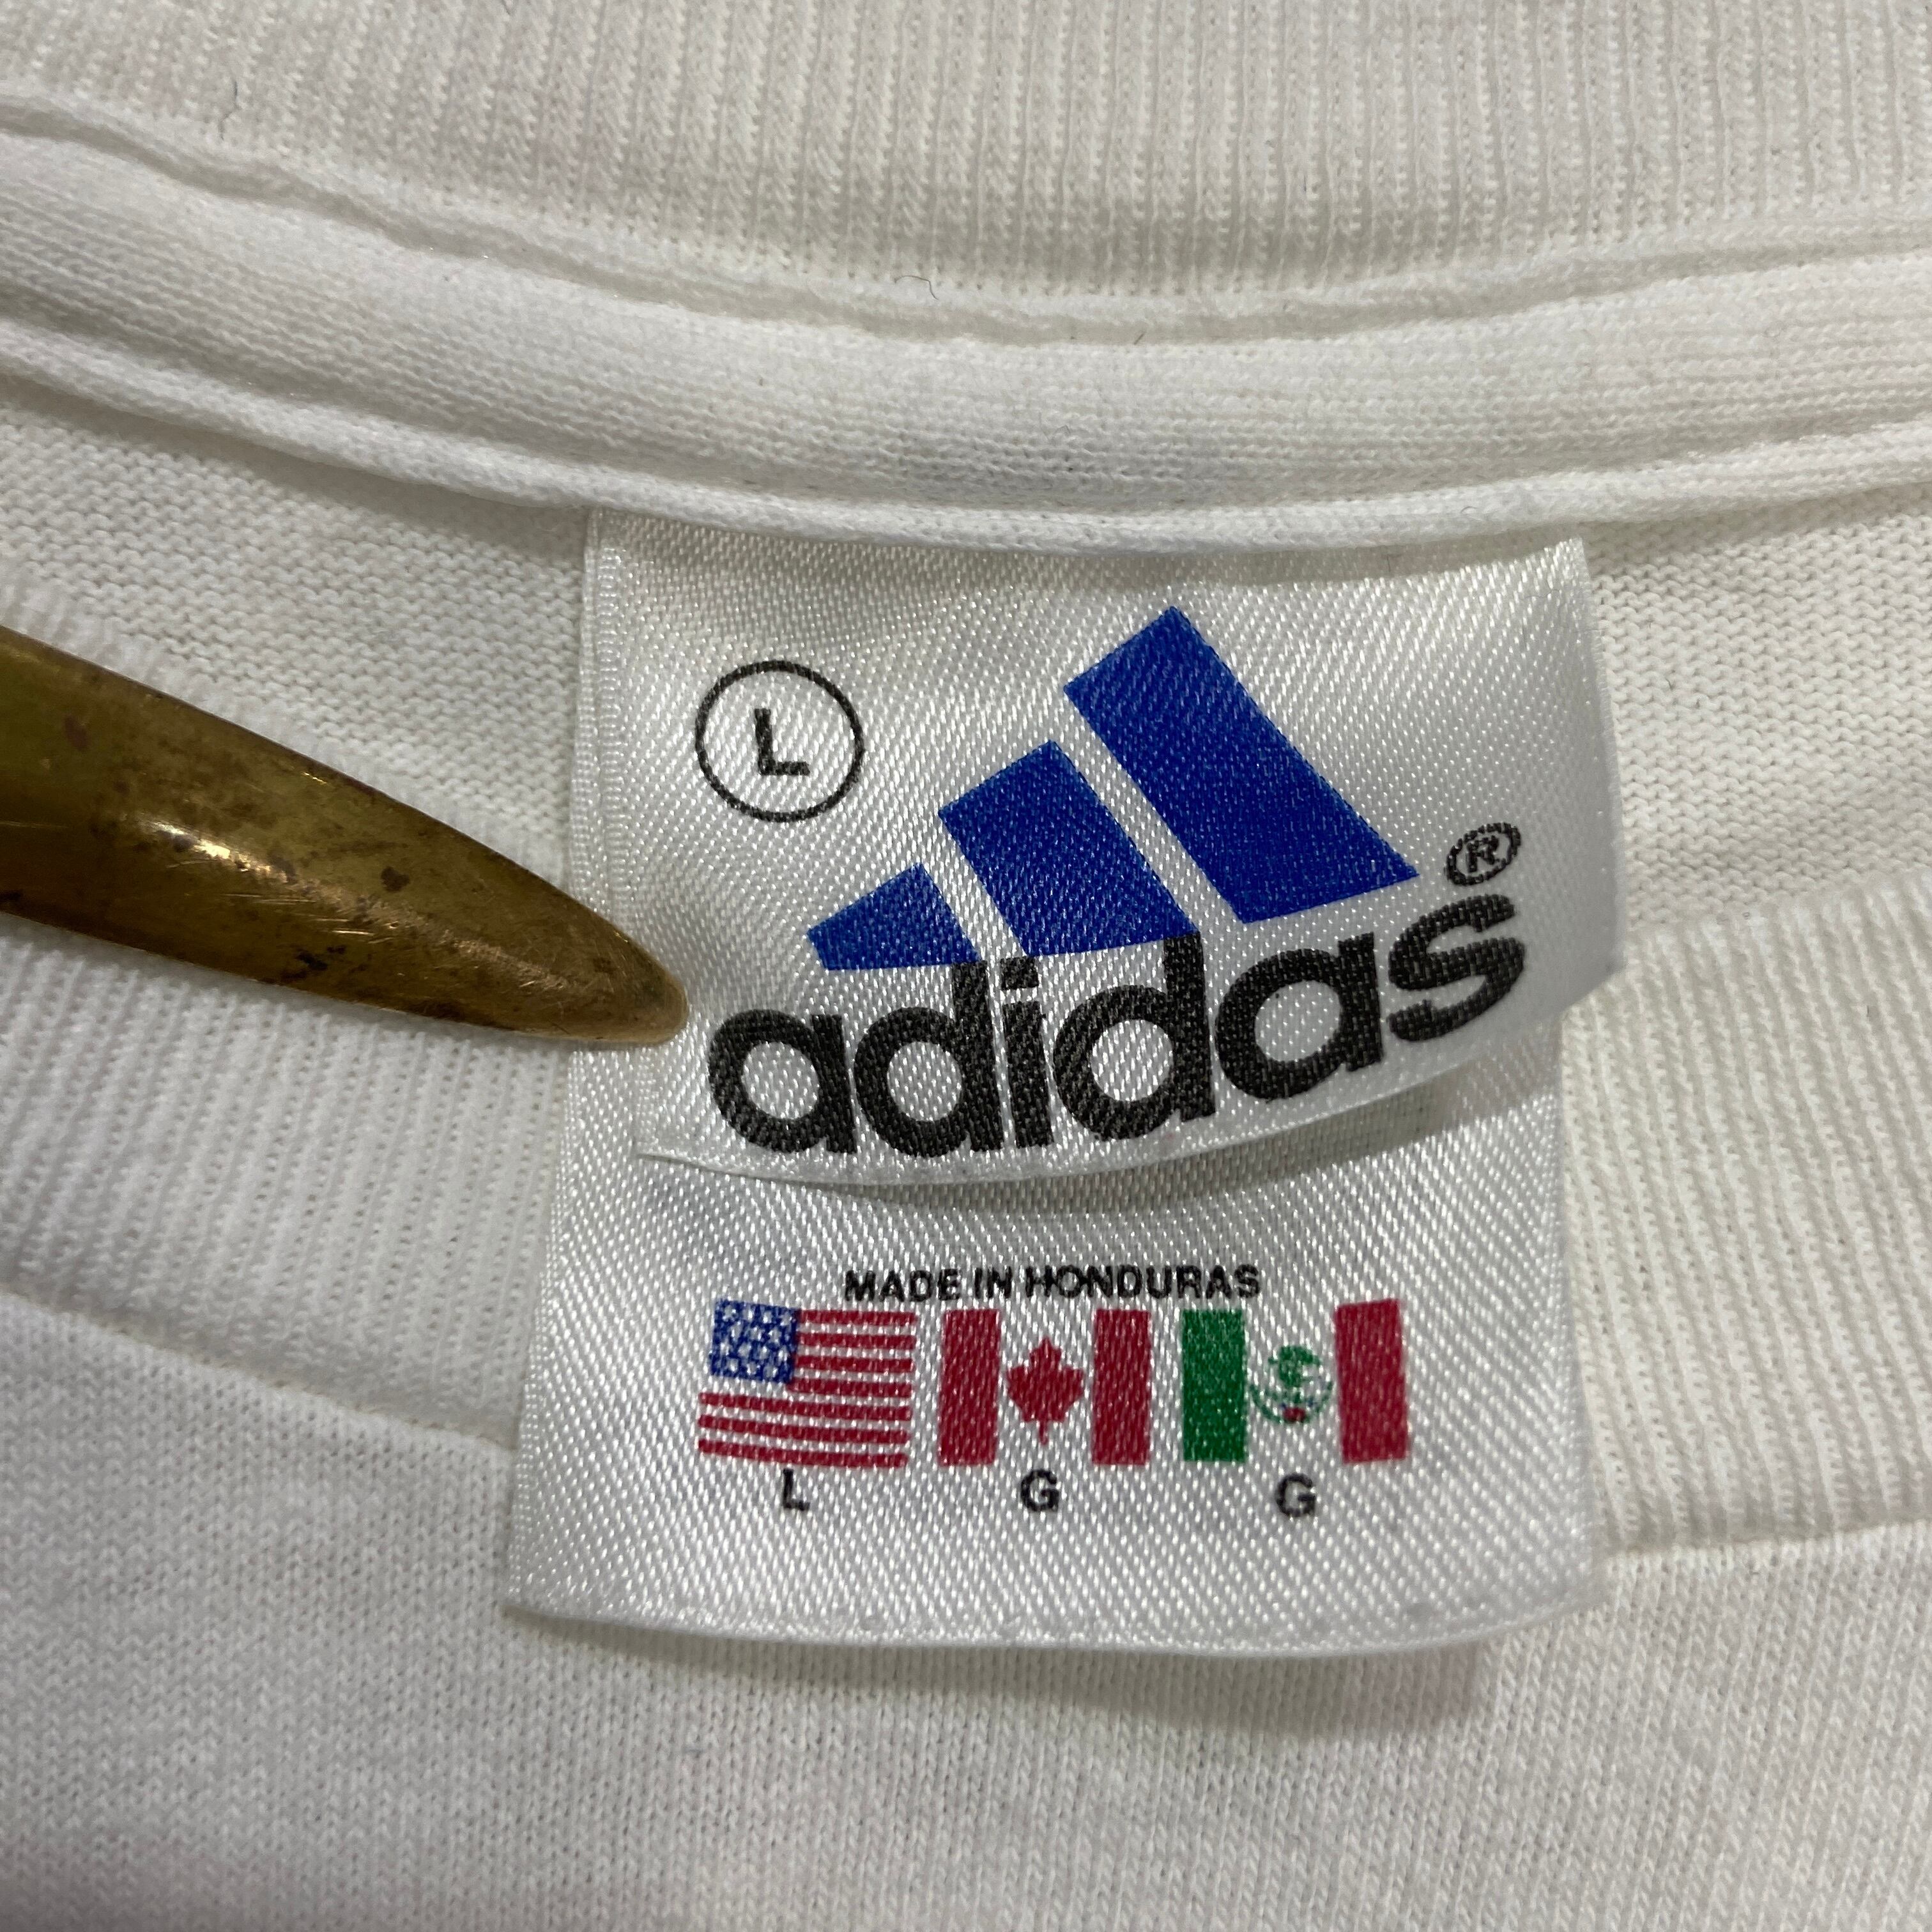 L
adidas®
MADE IN HONDURAS
L G G